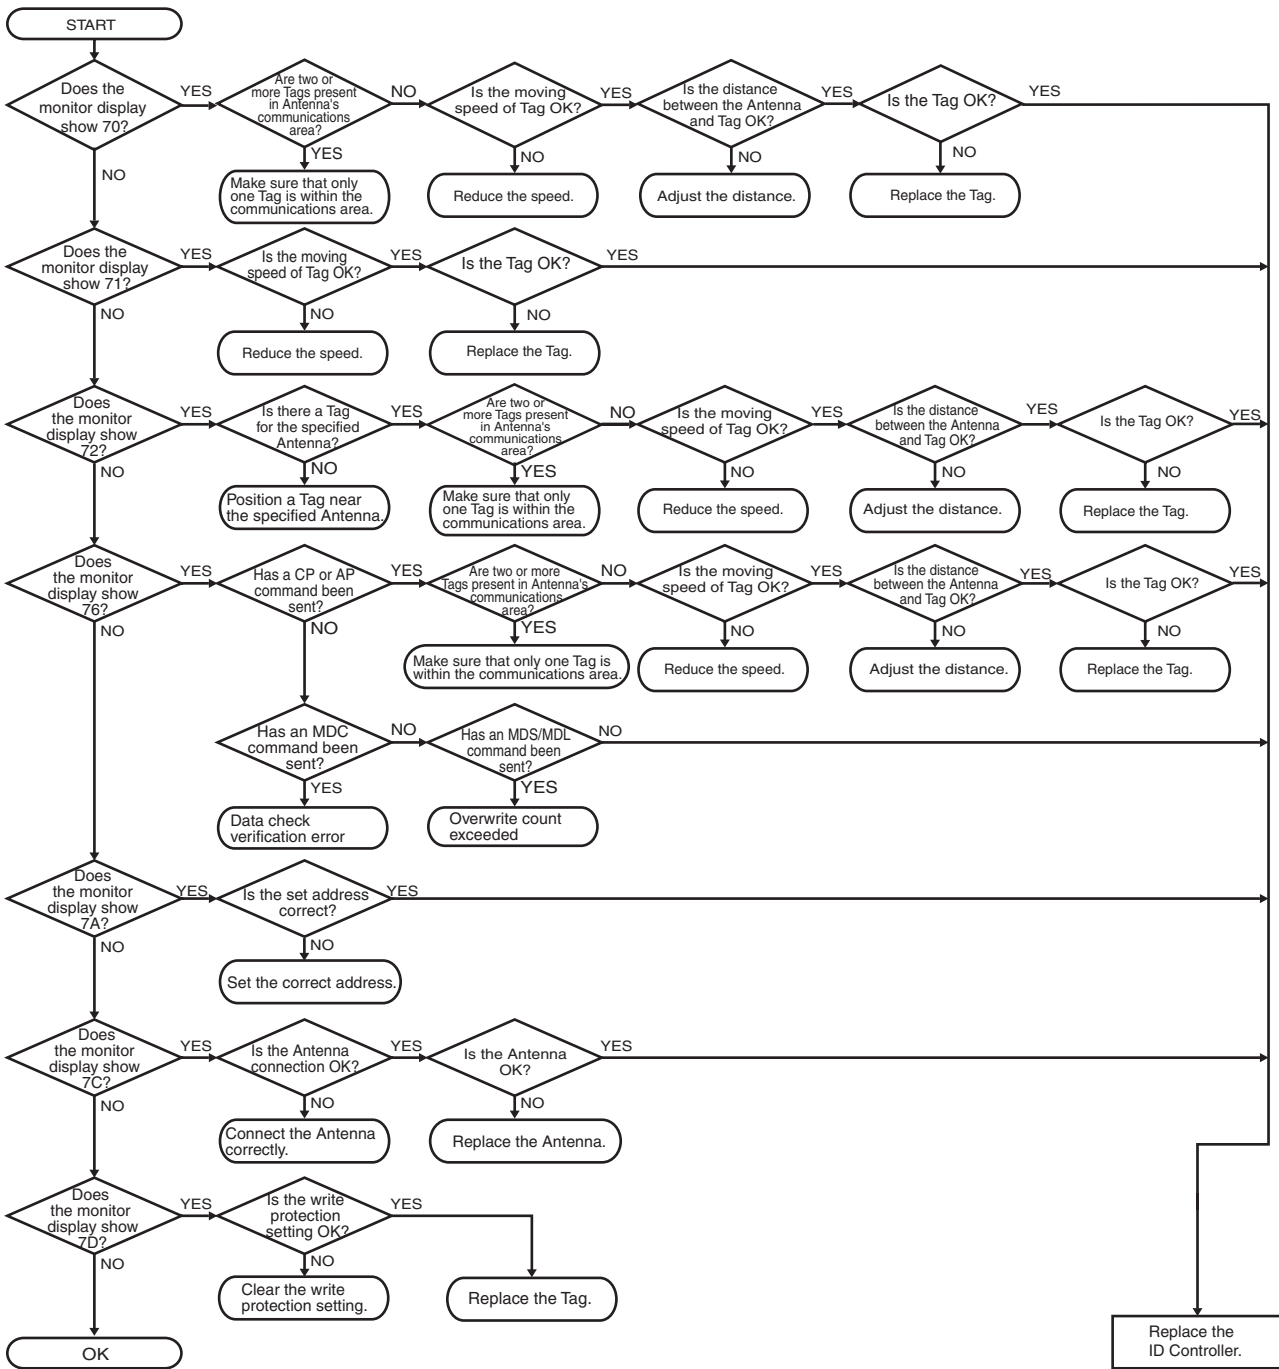 START
Does the
monitor display
show 70?
YES
Are two or
more Tags present
in Antenna's
communications
area?
NO
Is the moving
speed of Tag OK?
YES
Is the distance
between the Antenna
and Tag OK?
YES
Is the Tag OK?
YES
NO
YES
NO
NO
NO
Make sure that only
one Tag is within the
communications area.
Reduce the speed.
Adjust the distance.
Replace the Tag.
Does the
monitor display
show 71?
YES
Is the moving
speed of Tag OK?
YES
Is the Tag OK?
YES
NO
NO
NO
Reduce the speed.
Replace the Tag.
Does
the monitor
display show
72?
YES
Is there a Tag
for the specified
Antenna?
YES
Are two or
more Tags present
in Antenna's
communications
area?
NO
Is the moving
speed of Tag OK?
YES
Is the distance
between the Antenna
and Tag OK?
YES
Is the Tag OK?
YES
NO
NO
YES
NO
NO
NO
Position a Tag near
the specified Antenna.
Make sure that only
one Tag is within the
communications area.
Reduce the speed.
Adjust the distance.
Replace the Tag.
Does
the monitor
display show
76?
YES
Has a CP or AP
command been
sent?
YES
Are two or more
Tags present in Antenna's
communications
area?
NO
Is the moving
speed of Tag OK?
YES
Is the distance
between the Antenna
and Tag OK?
YES
Is the Tag OK?
YES
NO
NO
YES
NO
NO
NO
Make sure that only one Tag is
within the communications area.
Reduce the speed.
Adjust the distance.
Replace the Tag.
Has an MDC
command been
sent?
NO
Has an MDS/MDL
command been
sent?
NO
YES
YES
Data check
verification error
Overwrite count
exceeded
Does
the monitor
display show
7A?
YES
Is the set address
correct?
YES
NO
NO
Set the correct address.
Does
the monitor
display show
7C?
YES
Is the Antenna
connection OK?
YES
Is the Antenna
OK?
YES
NO
NO
NO
Connect the Antenna
correctly.
Replace the Antenna.
Does
the monitor
display show
7D?
YES
Is the write
protection
setting OK?
YES
NO
NO
Clear the write
protection setting.
Replace the Tag.
OK
Replace the
ID Controller.